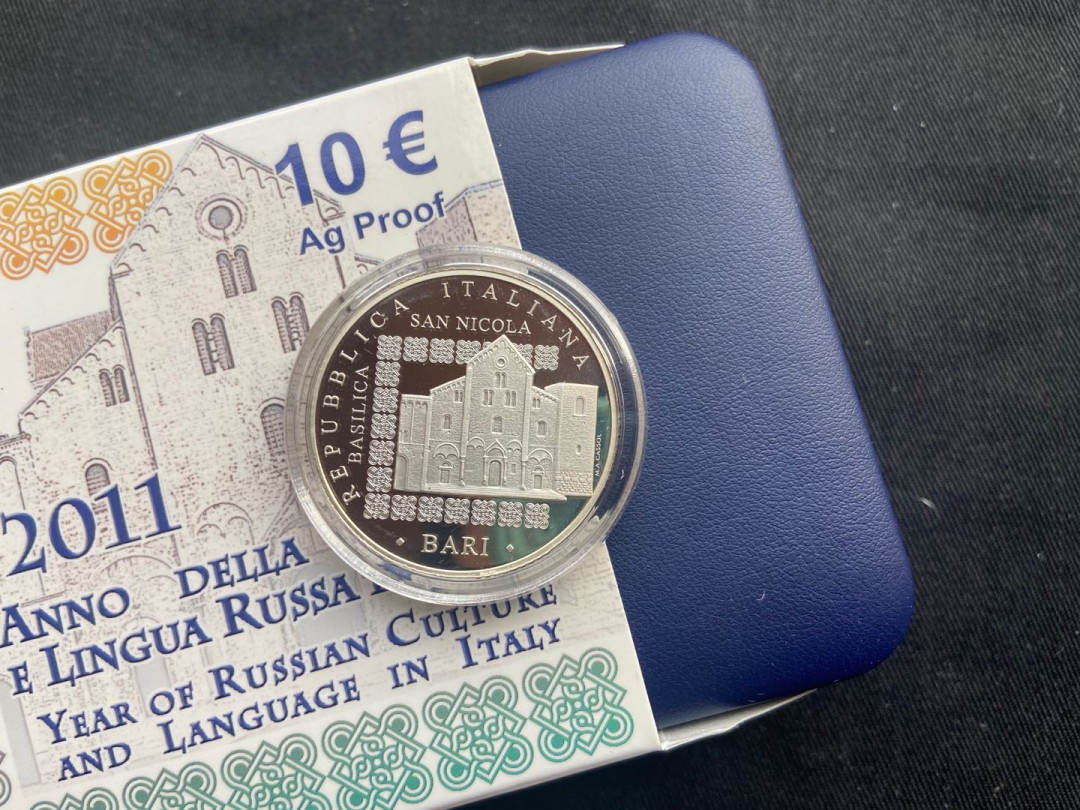 10 €
Ag Proof
REPUBBLICA ITALIANA
SAN NICOLA
BASILICA
M.A. CASSOL
BARI
2011
ANNO DELLA
E LINGUA RUSSA
YEAR OF RUSSIAN CULTURE
AND LANGUAGE IN ITALY